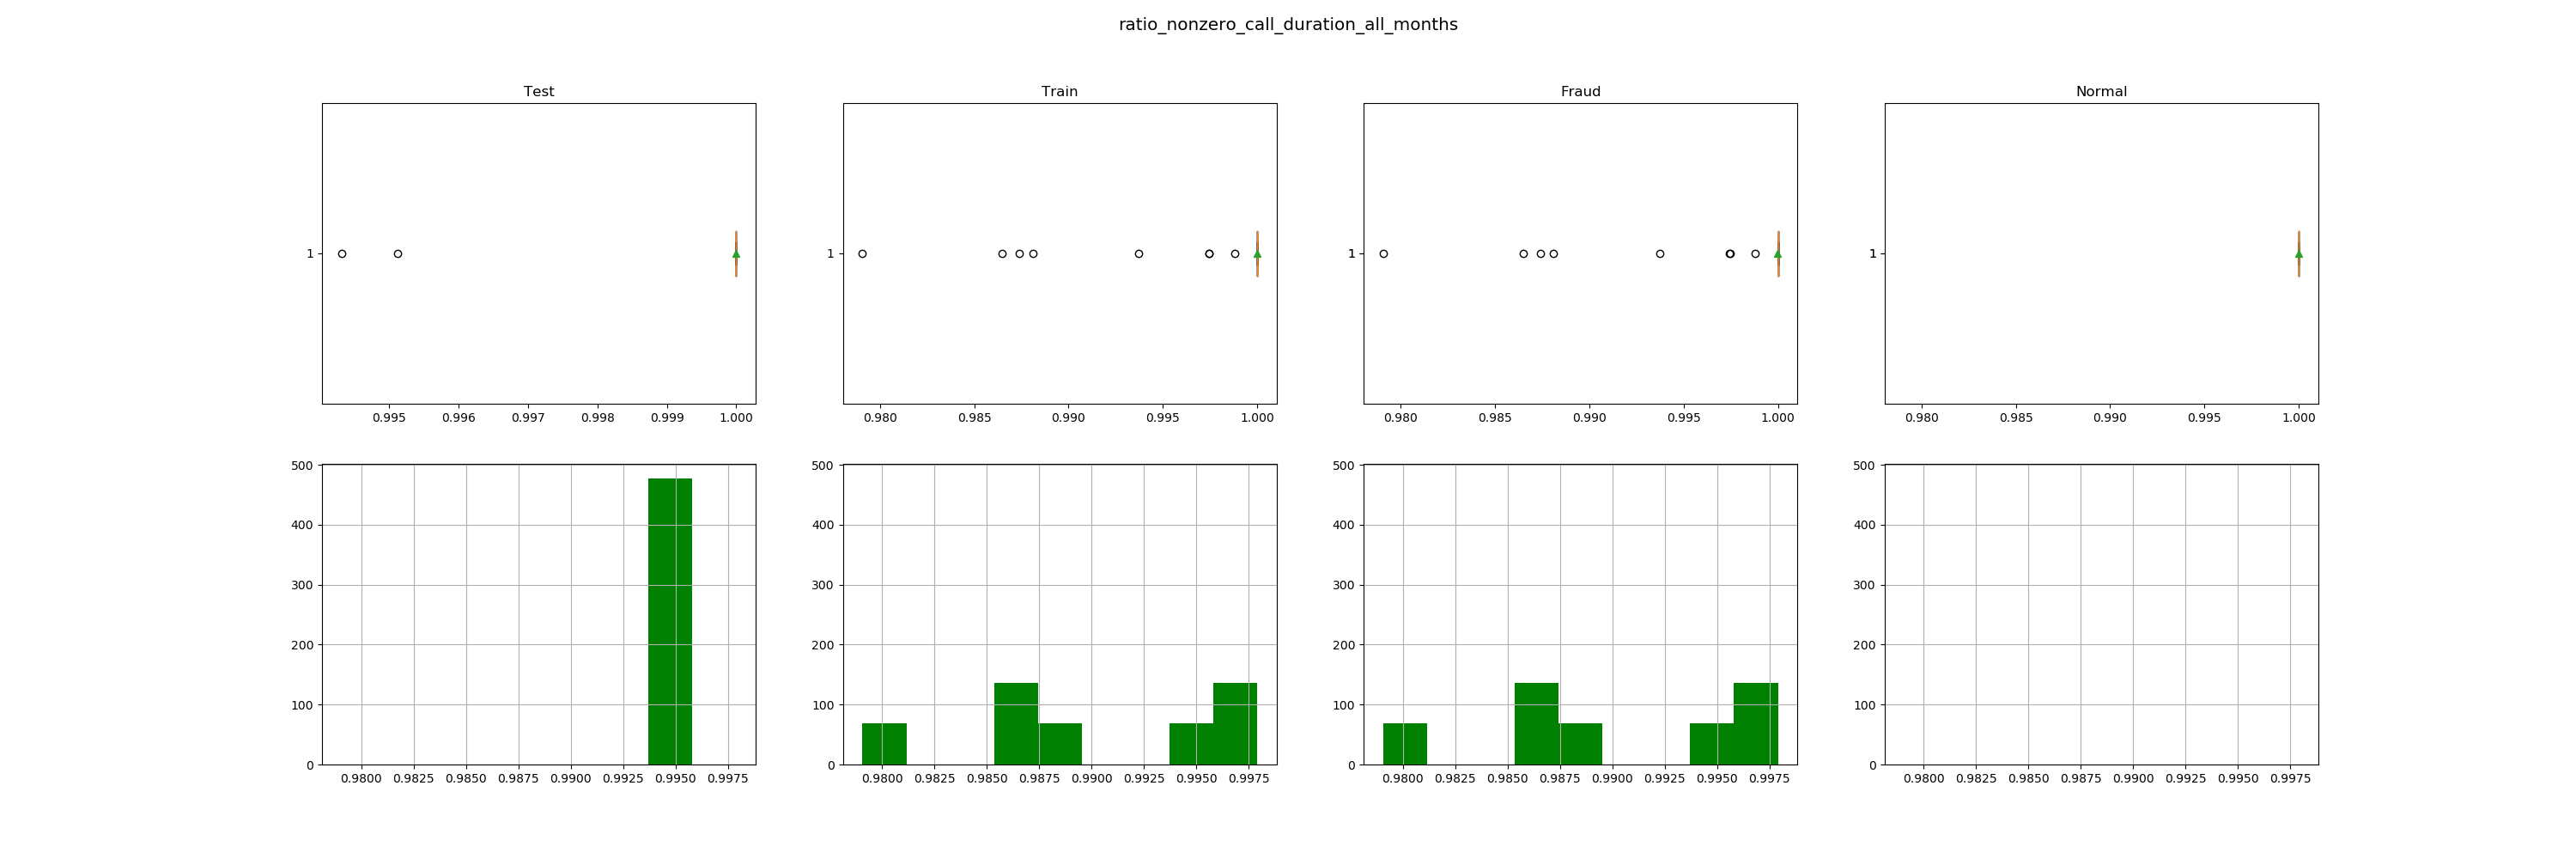 ratio_nonzero_call_duration_all_months
Test Train Fraud Normal
1 1 1 1
0.995 0.996 0.997 0.998 0.999 1.000 0.980 0.985 0.990 0.995 1.000 0.980 0.985 0.990 0.995 1.000 0.980 0.985 0.990 0.995 1.000
500 500 500 500
400 400 400 400
300 300 300 300
200 200 200 200
100 100 100 100
0 0 0 0
0.9800 0.9825 0.9850 0.9875 0.9900 0.9925 0.9950 0.9975 0.9800 0.9825 0.9850 0.9875 0.9900 0.9925 0.9950 0.9975 0.9800 0.9825 0.9850 0.9875 0.9900 0.9925 0.9950 0.9975 0.9800 0.9825 0.9850 0.9875 0.9900 0.9925 0.9950 0.9975